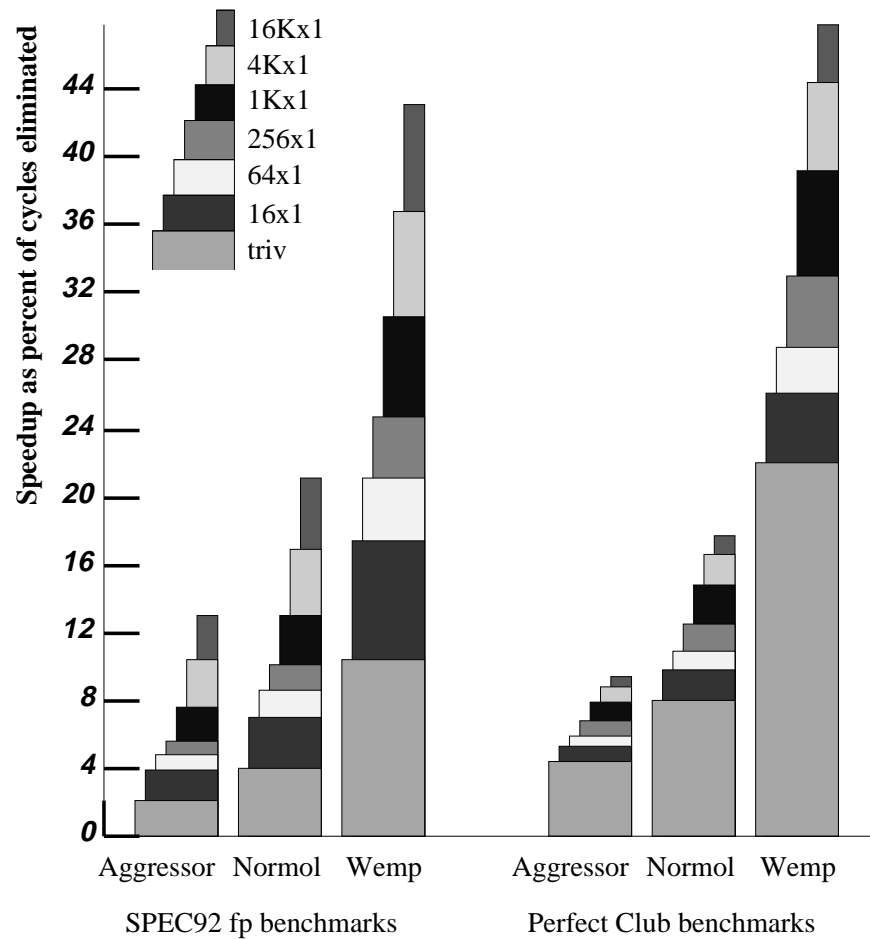 Speedup as percent of cycles eliminated
16Kx1
4Kx1
1Kx1
256x1
64x1
16x1
triv
44
40
36
32
28
24
20
16
12
8
4
0
Aggressor Normol Wemp Aggressor Normol Wemp
SPEC92 fp benchmarks Perfect Club benchmarks